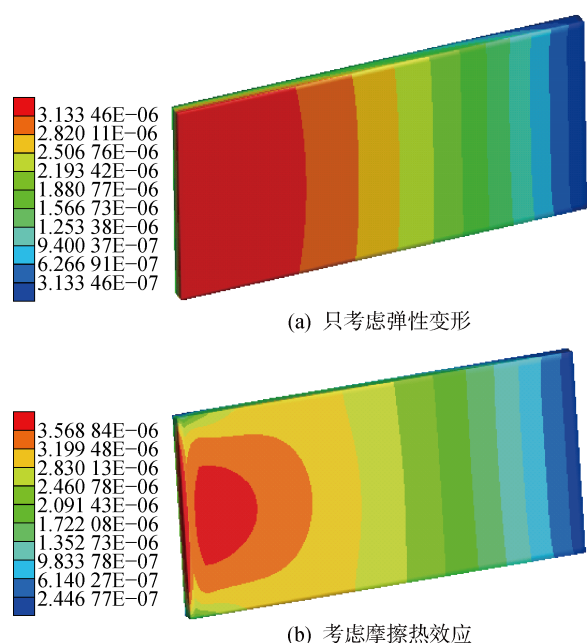 3.133 46E-06
2.820 11E-06
2.506 76E-06
2.193 42E-06
1.880 77E-06
1.566 73E-06
1.253 38E-06
9.400 37E-07
6.266 91E-07
3.133 46E-07
(a) 只考虑弹性变形
3.568 84E-06
3.199 48E-06
2.830 13E-06
2.460 78E-06
2.091 43E-06
1.722 08E-06
1.352 73E-06
9.833 78E-07
6.140 27E-07
2.446 77E-07
(b) 考虑摩擦热效应